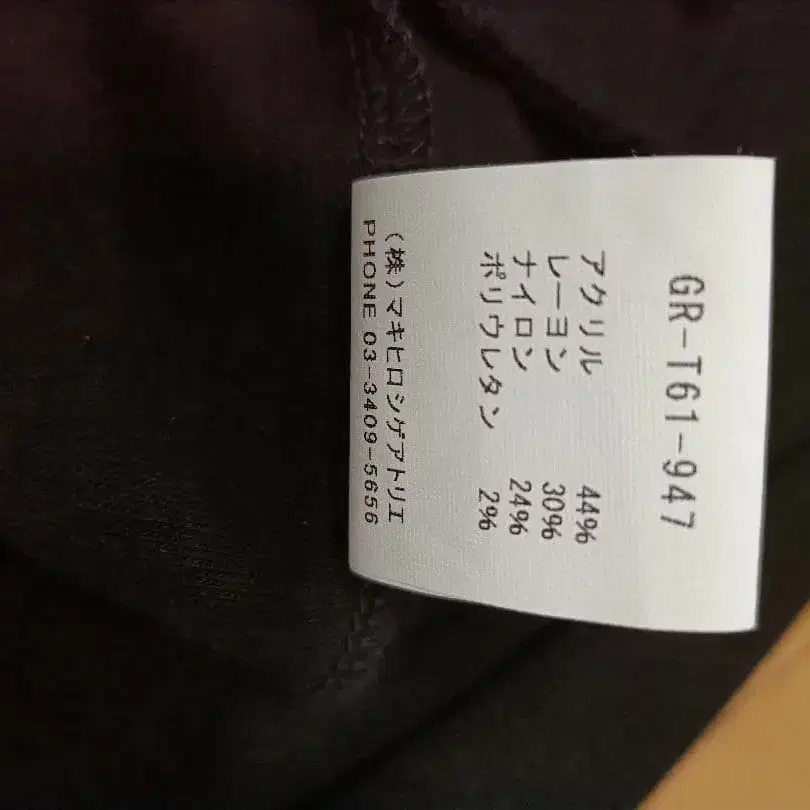 GR-T61-947
アクリル 44%
レーヨン 30%
ナイロン 24%
ポリウレタン 2%
(株)マキヒロシゲアトリエ
PHONE 03-3409-5656